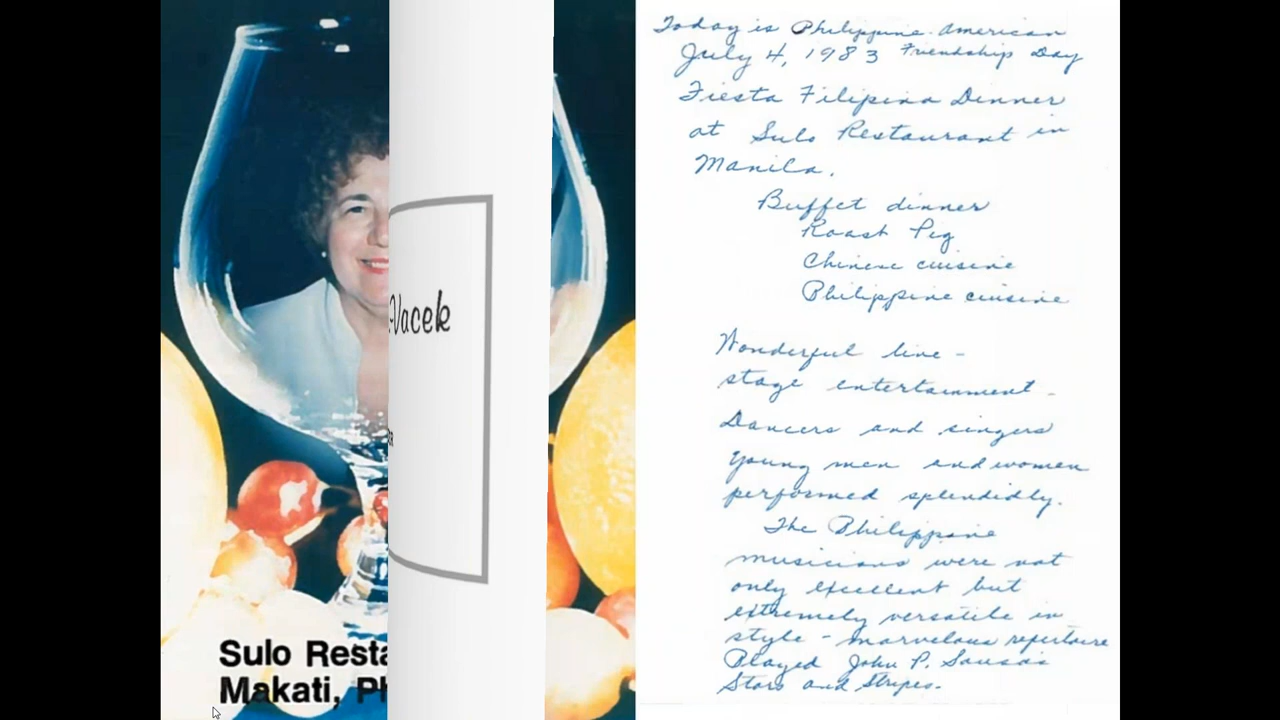 Vacek
Sulo Resta
Makati, Ph
Today is Philippine-American
July 4, 1983 Friendship Day
Fiesta Filipina Dinner
at Sulo Restaurant in
Manila.
Buffet dinner
Roast Pig
Chinese cuisine
Philippine cuisine
Wonderful live-
stage entertainment.
Dancers and singers
young men and women
performed splendidly.
The Philippine
musicians were not
only excellent but
extremely versatile in
style - marvelous repertoire
Played John P. Sousa's
Stars and Stripes.